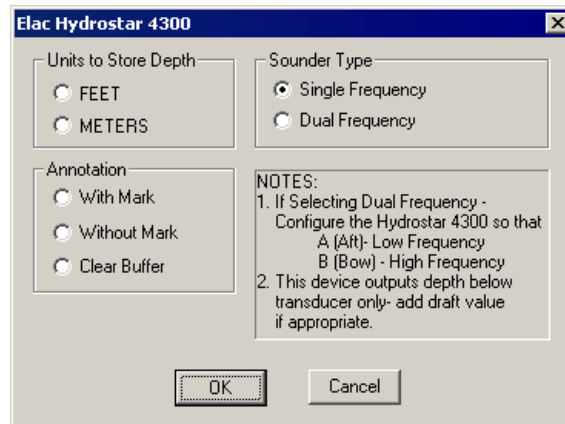 Elac Hydrostar 4300
Units to Store Depth
FEET
METERS
Sounder Type
Single Frequency
Dual Frequency
Annotation
With Mark
Without Mark
Clear Buffer
NOTES:
1. If Selecting Dual Frequency -
Configure the Hydrostar 4300 so that
A (Aft)- Low Frequency
B (Bow) - High Frequency
2. This device outputs depth below
transducer only- add draft value
if appropriate.
OK
Cancel